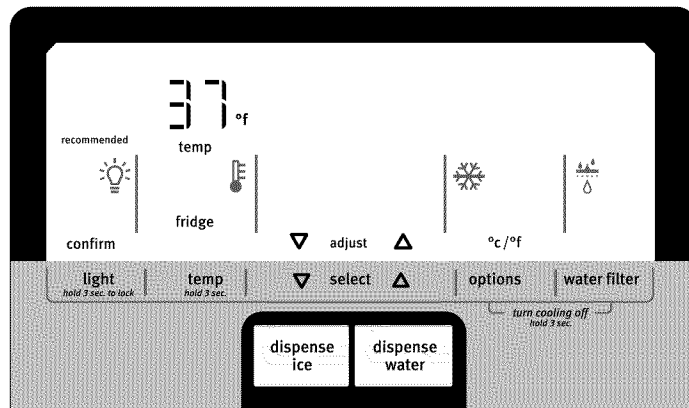 37 °f
recommended
temp
fridge
confirm
adjust
°c/°f
light
hold 3 sec. to lock
temp
hold 3 sec.
select
options
water filter
turn cooling off
hold 3 sec.
dispense ice
dispense water